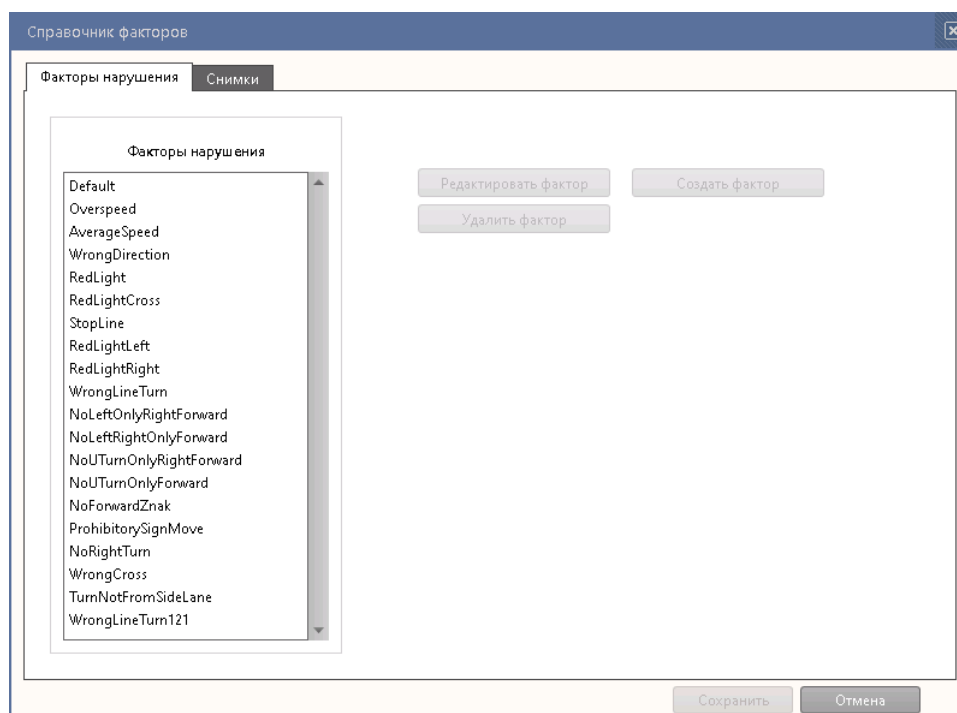 Справочник факторов
Факторы нарушения
Снимки
Факторы нарушения
Default
Overspeed
AverageSpeed
WrongDirection
RedLight
RedLightCross
StopLine
RedLightLeft
RedLightRight
WrongLineTurn
NoLeftOnlyRightForward
NoLeftRightOnlyForward
NoUTurnOnlyRightForward
NoUTurnOnlyForward
NoForwardZnak
ProhibitorySignMove
NoRightTurn
WrongCross
TurnNotFromSideLane
WrongLineTurn121
Редактировать фактор
Создать фактор
Удалить фактор
Сохранить
Отмена